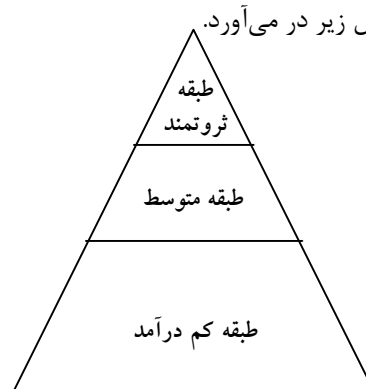 ل زیر در می‌آورد.
طبقه
ثروتمند
طبقه متوسط
طبقه کم درآمد